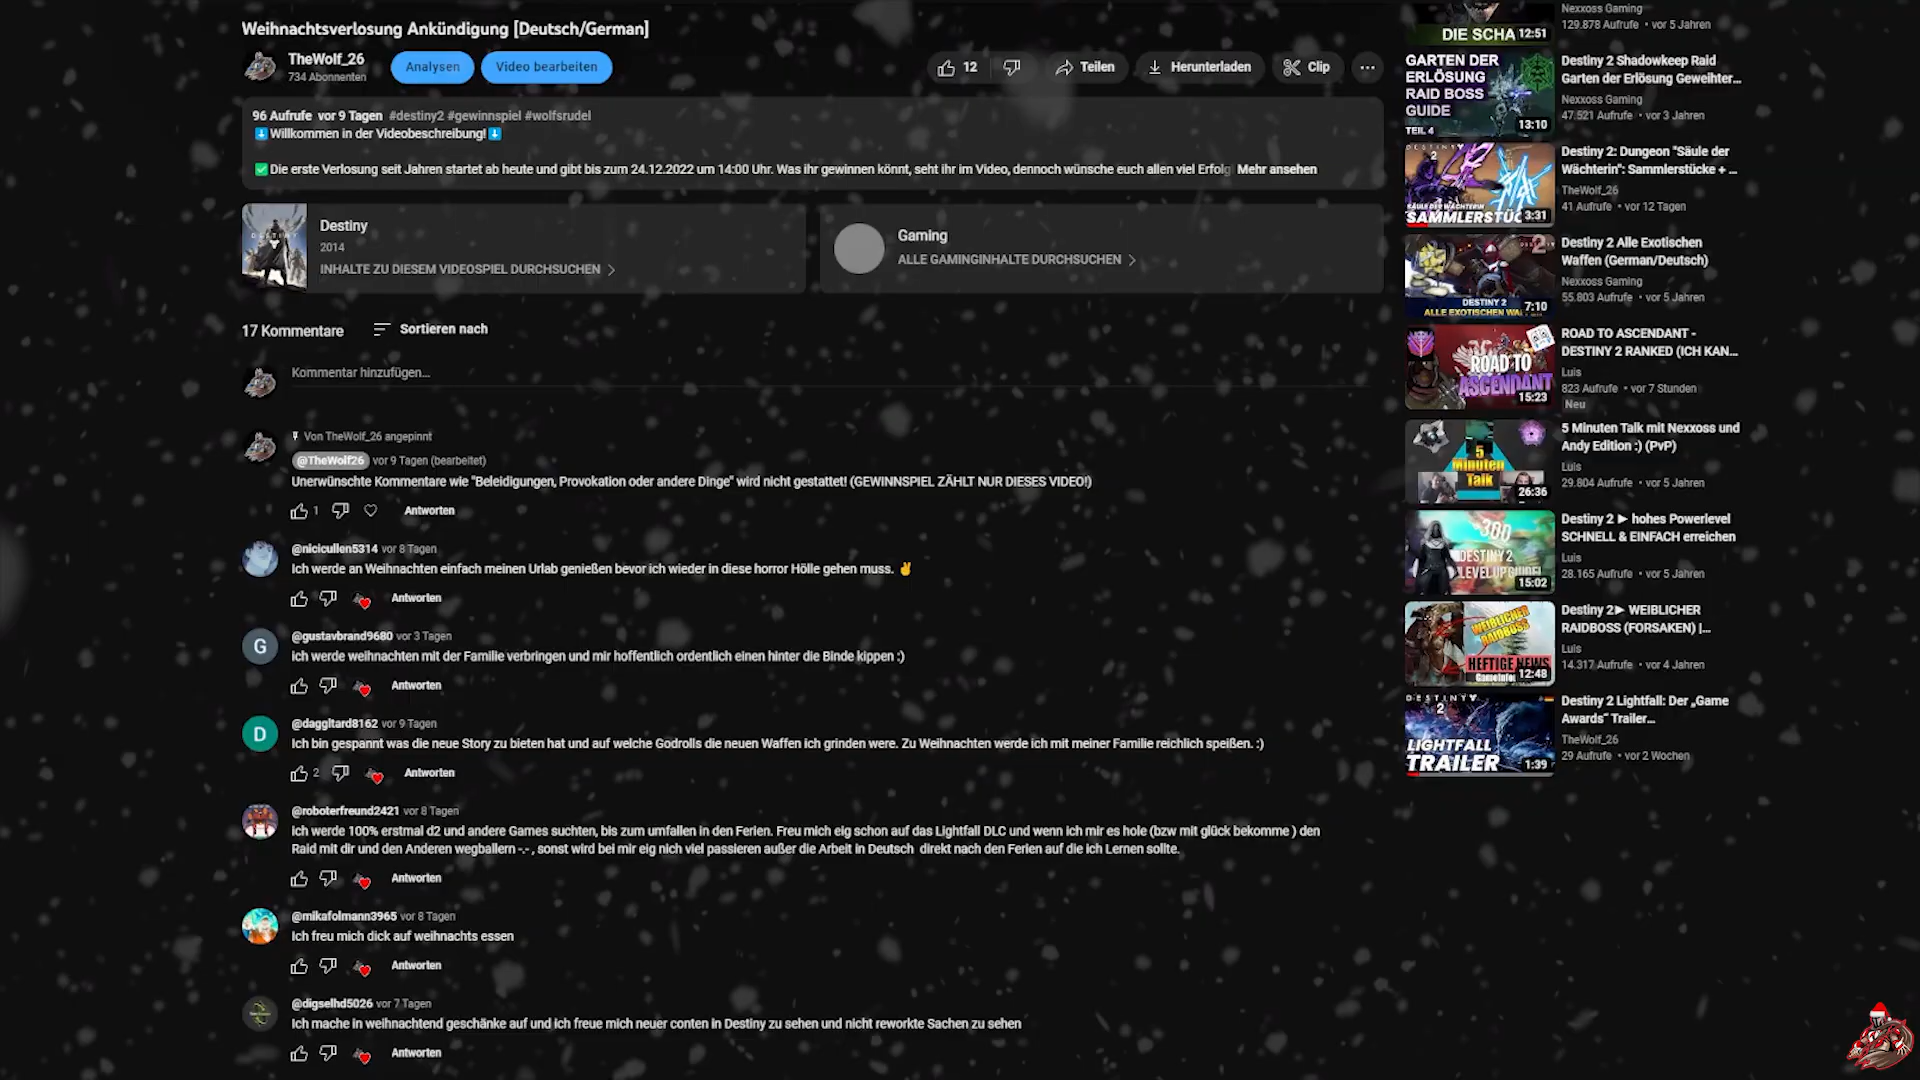 Weihnachtsverlosung Ankündigung [Deutsch/German]
TheWolf_26
734 Abonnenten
Analysen
Video bearbeiten
12
Teilen
Herunterladen
Clip
96 Aufrufe vor 9 Tagen #destiny2 #gewinnspiel #wolfsrudel
⬇️Willkommen in der Videobeschreibung!⬇️
✅Die erste Verlosung seit Jahren startet ab heute und gibt bis zum 24.12.2022 um 14:00 Uhr. Was ihr gewinnen könnt, seht ihr im Video, dennoch wünsche euch allen viel Erfolg Mehr ansehen
DESTINY
Destiny
2014
INHALTE ZU DIESEM VIDEOSPIEL DURCHSUCHEN
Gaming
ALLE GAMINGINHALTE DURCHSUCHEN
17 Kommentare
Sortieren nach
Kommentar hinzufügen...
Von TheWolf_26 angepinnt
@TheWolf26 vor 9 Tagen (bearbeitet)
Unerwünschte Kommentare wie "Beleidigungen, Provokation oder andere Dinge" wird nicht gestattet! (GEWINNSPIEL ZÄHLT NUR DIESES VIDEO!)
1
Antworten
@nicicullen5314 vor 8 Tagen
Ich werde an Weihnachten einfach meinen Urlab genießen bevor ich wieder in diese horror Hölle gehen muss. ✌️
Antworten
G
@gustavbrand9680 vor 3 Tagen
ich werde weihnachten mit der Familie verbringen und mir hoffentlich ordentlich einen hinter die Binde kippen :)
Antworten
D
@daggltard8162 vor 9 Tagen
Ich bin gespannt was die neue Story zu bieten hat und auf welche Godrolls die neuen Waffen ich grinden were. Zu Weihnachten werde ich mit meiner Familie reichlich speißen. :)
2
Antworten
@roboterfreund2421 vor 8 Tagen
ich werde 100% erstmal d2 und andere Games suchten, bis zum umfallen in den Ferien. Freu mich eig schon auf das Lightfall DLC und wenn ich mir es hole (bzw mit glück bekomme ) den
Raid mit dir und den Anderen wegballern -.- , sonst wird bei mir eig nich viel passieren außer die Arbeit in Deutsch direkt nach den Ferien auf die ich Lernen sollte.
Antworten
@mikafolmann3965 vor 8 Tagen
Ich freu mich dick auf weihnachts essen
Antworten
@digselhd5026 vor 7 Tagen
Ich mache in weihnachtend geschänke auf und ich freue mich neuer conten in Destiny zu sehen und nicht reworkte Sachen zu sehen
Antworten
DIE SCHA
12:51
Nexxoss Gaming
129.878 Aufrufe • vor 5 Jahren
GARTEN DER
ERLÖSUNG
RAID BOSS
GUIDE
TEIL 4
13:10
Destiny 2 Shadowkeep Raid
Garten der Erlösung Geweihter...
Nexxoss Gaming
47.521 Aufrufe • vor 3 Jahren
DESTINY
2
SÄULE DER WÄCHTERIN
SAMMLERSTÜC
3:31
Destiny 2: Dungeon "Säule der
Wächterin": Sammlerstücke + ...
TheWolf_26
41 Aufrufe • vor 12 Tagen
2
DESTINY 2
ALLE EXOTISCHEN WA
7:10
Destiny 2 Alle Exotischen
Waffen (German/Deutsch)
Nexxoss Gaming
55.803 Aufrufe • vor 5 Jahren
ROAD TO
ASCENDANT
15:23
ROAD TO ASCENDANT -
DESTINY 2 RANKED (ICH KAN...
Luis
823 Aufrufe • vor 7 Stunden
Neu
5
Minuten
Talk
26:36
5 Minuten Talk mit Nexxoss und
Andy Edition :) (PvP)
Luis
29.804 Aufrufe • vor 5 Jahren
300
DESTINY 2
LEVELUPGUIDE!
15:02
Destiny 2 ► hohes Powerlevel
SCHNELL & EINFACH erreichen
Luis
28.165 Aufrufe • vor 5 Jahren
WEIBLICHER
RAIDBOSS
HEFTIGE NEWS
12:48
Destiny 2► WEIBLICHER
RAIDBOSS (FORSAKEN) |...
Luis
14.317 Aufrufe • vor 4 Jahren
DESTINY
2
LIGHTFALL
TRAILER
1:39
Destiny 2 Lightfall: Der „Game
Awards“ Trailer...
TheWolf_26
29 Aufrufe • vor 2 Wochen